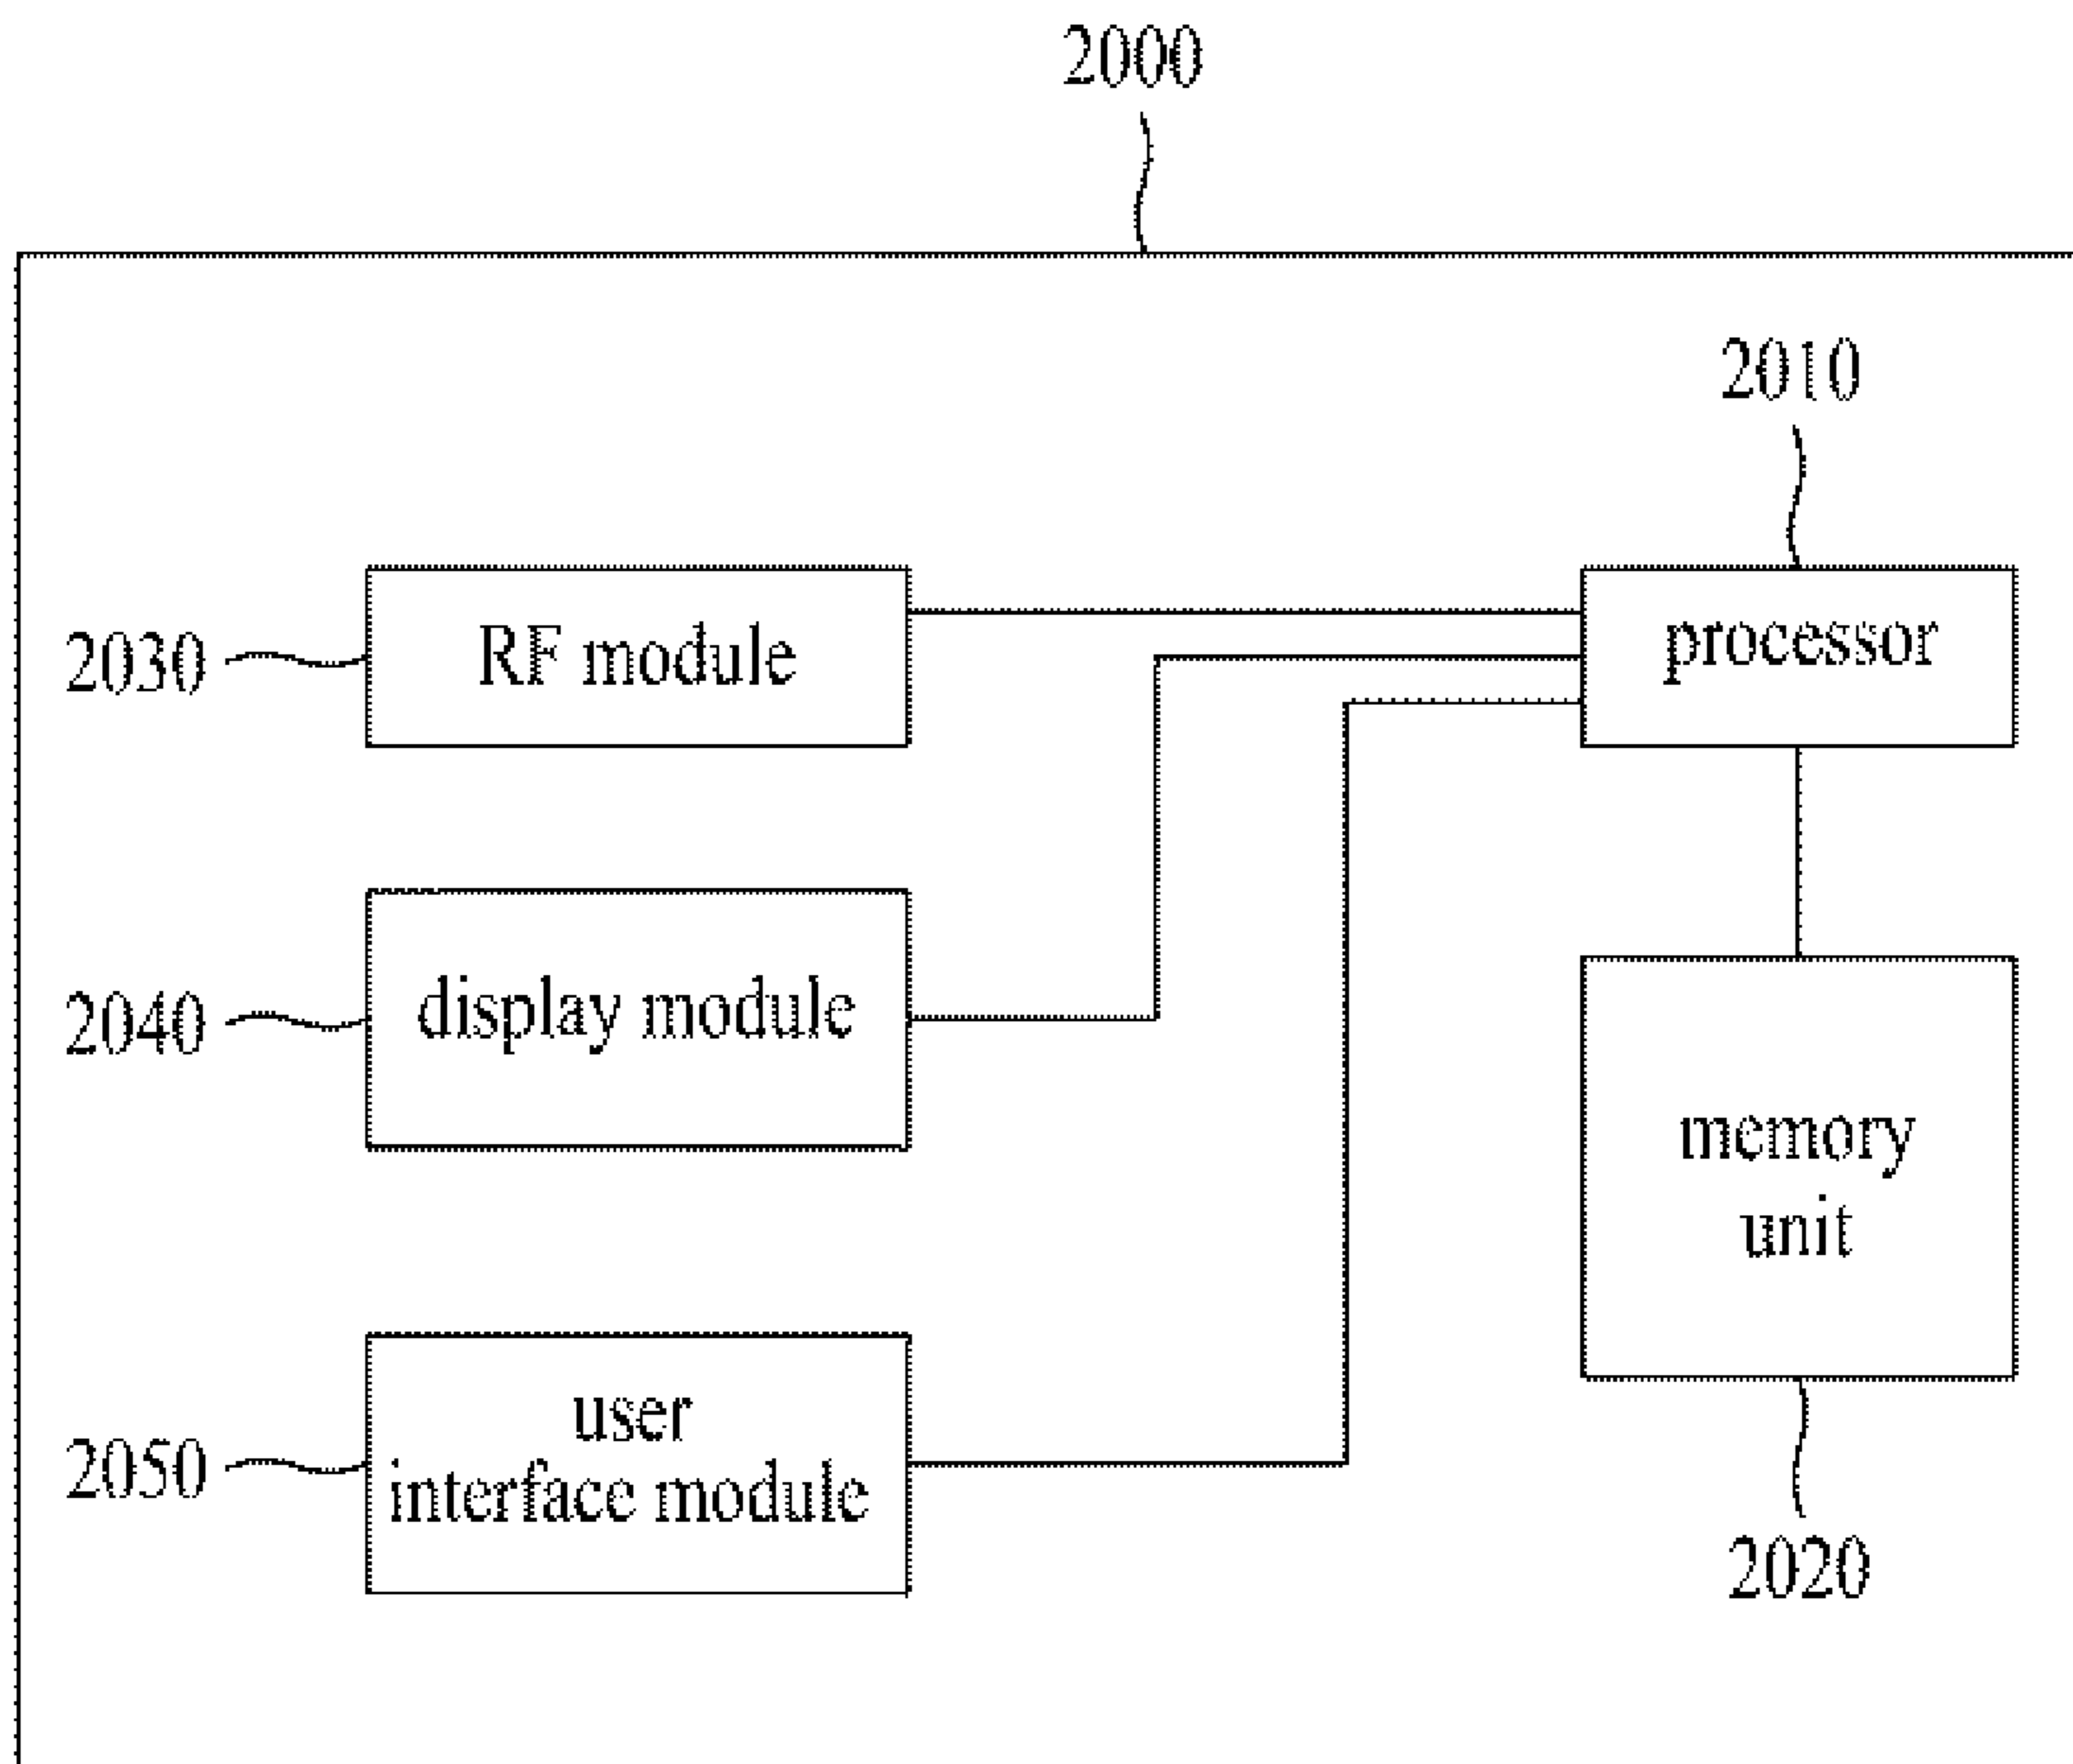 2000
2010
2030
RF module
processor
2040
display module
memory
unit
2050
user
interface module
2020